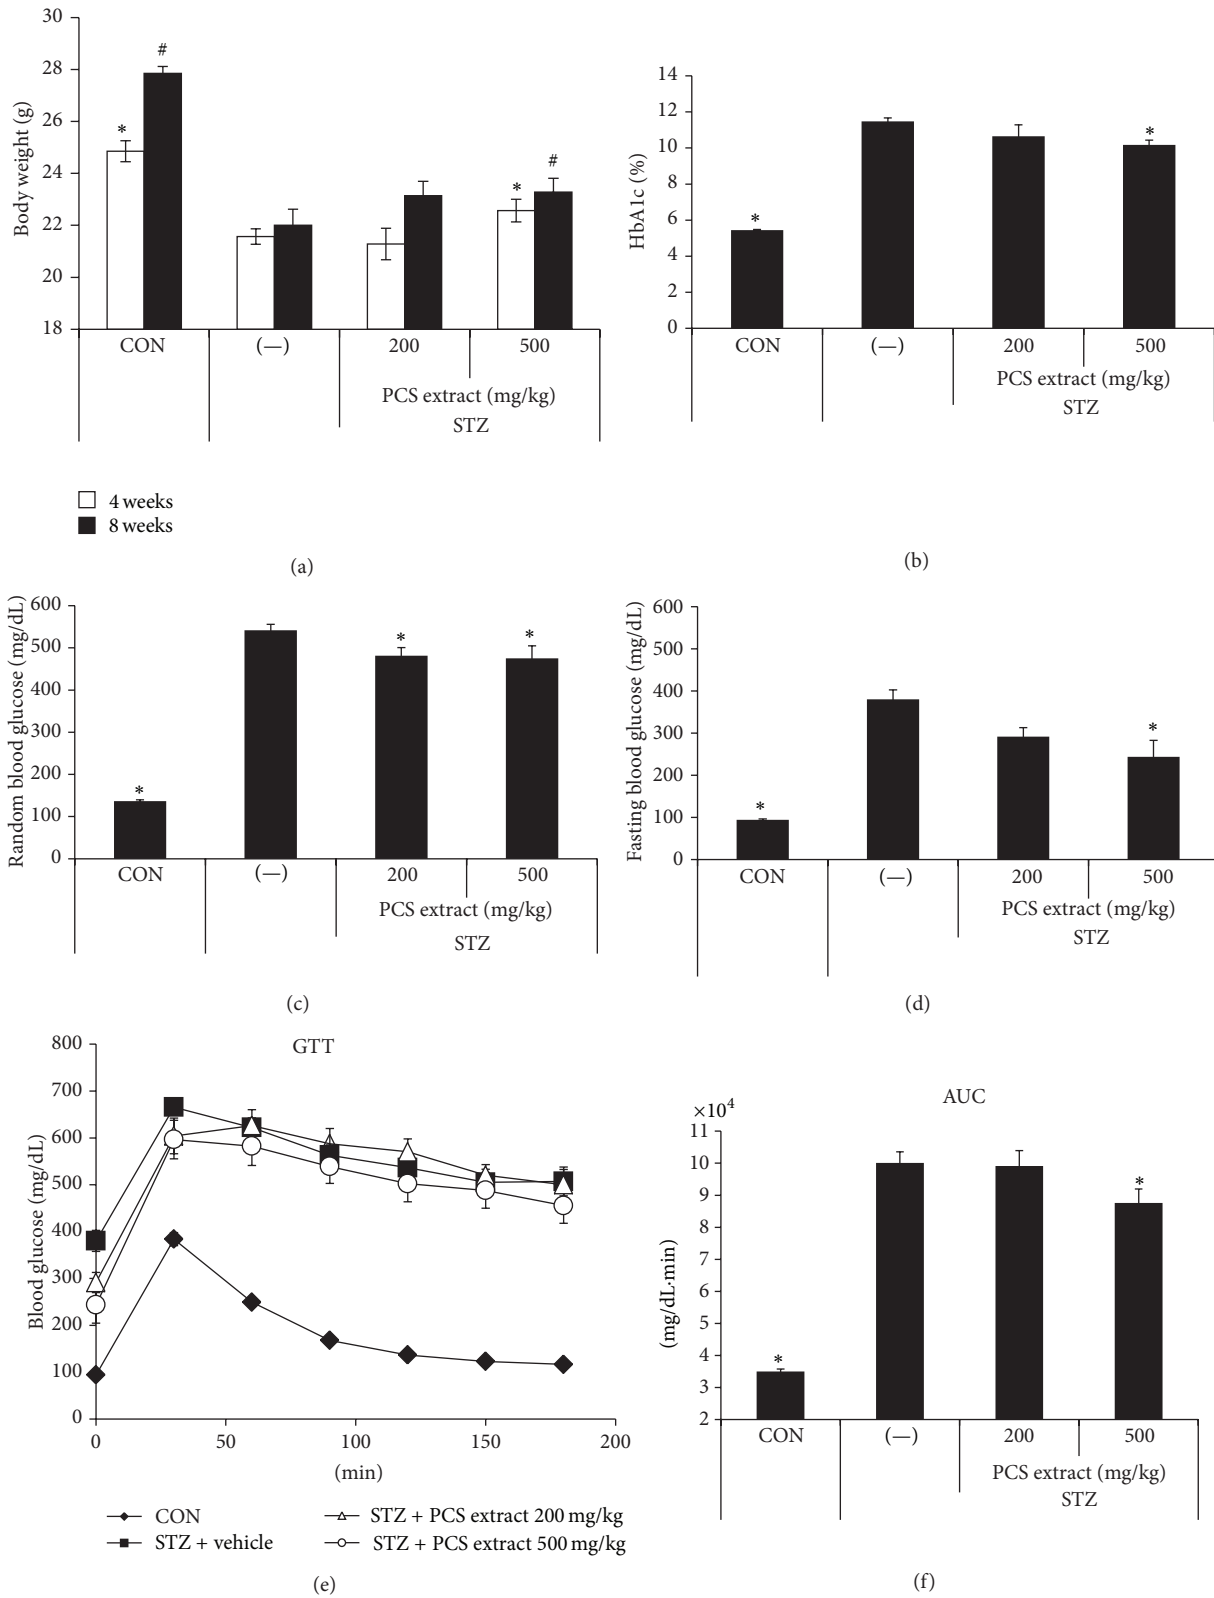 30
28
26
24
22
20
18
Body weight (g)
*
#
*
#
CON
(—)
200
500
PCS extract (mg/kg)
STZ
4 weeks
8 weeks
(a)
14
12
10
8
6
4
2
0
HbA1c (%)
*
*
CON
(—)
200
500
PCS extract (mg/kg)
STZ
(b)
600
500
400
300
200
100
0
Random blood glucose (mg/dL)
*
*
*
CON
(—)
200
500
PCS extract (mg/kg)
STZ
(c)
600
500
400
300
200
100
0
Fasting blood glucose (mg/dL)
*
*
CON
(—)
200
500
PCS extract (mg/kg)
STZ
(d)
GTT
800
700
600
500
400
300
200
100
0
Blood glucose (mg/dL)
0
50
100
150
200
(min)
CON
STZ + vehicle
STZ + PCS extract 200 mg/kg
STZ + PCS extract 500 mg/kg
(e)
AUC
×10⁴
11
10
9
8
7
6
5
4
3
2
(mg/dL·min)
*
*
CON
(—)
200
500
PCS extract (mg/kg)
STZ
(f)